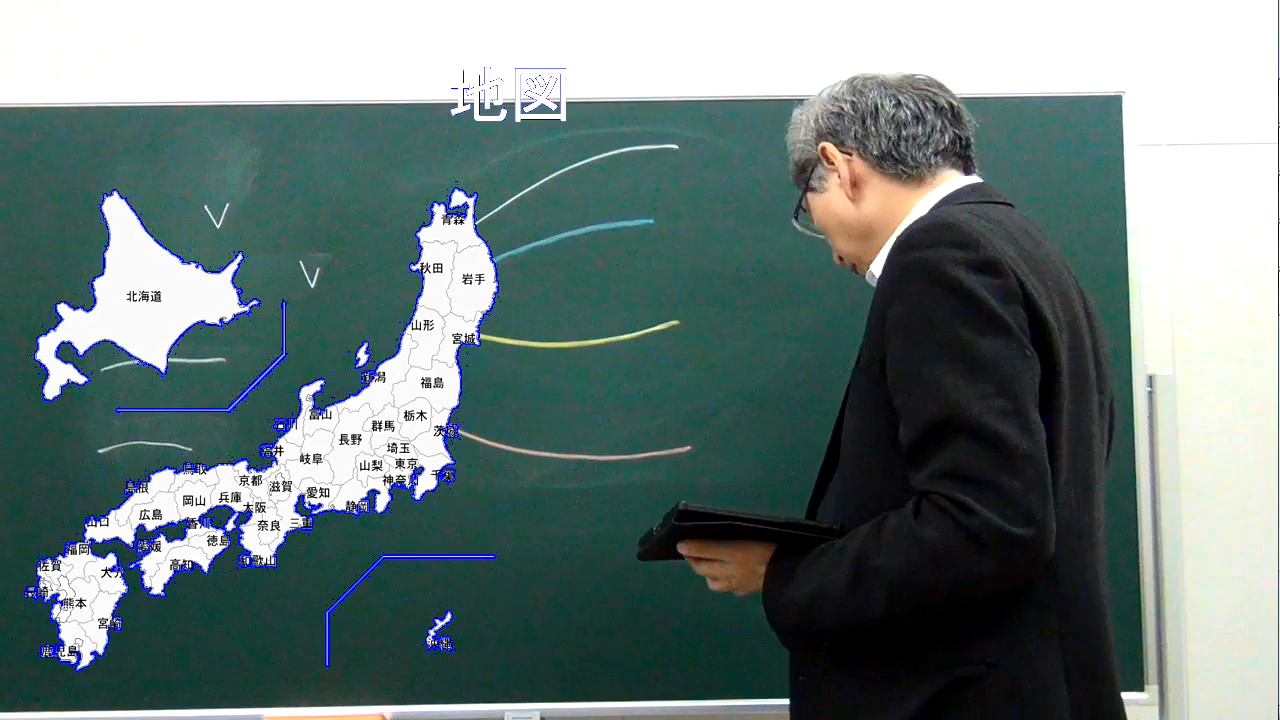 地図
青森
秋田
岩手
北海道
山形
宮城
新潟
福島
富山
栃木
石川
群馬
茨城
長野
埼玉
福井
岐阜
山梨
東京
千葉
鳥取
京都
滋賀
神奈川
島根
岡山
兵庫
愛知
静岡
大阪
広島
山口
香川
奈良
三重
徳島
愛媛
福岡
高知
和歌山
佐賀
大分
長崎
熊本
宮崎
沖縄
鹿児島